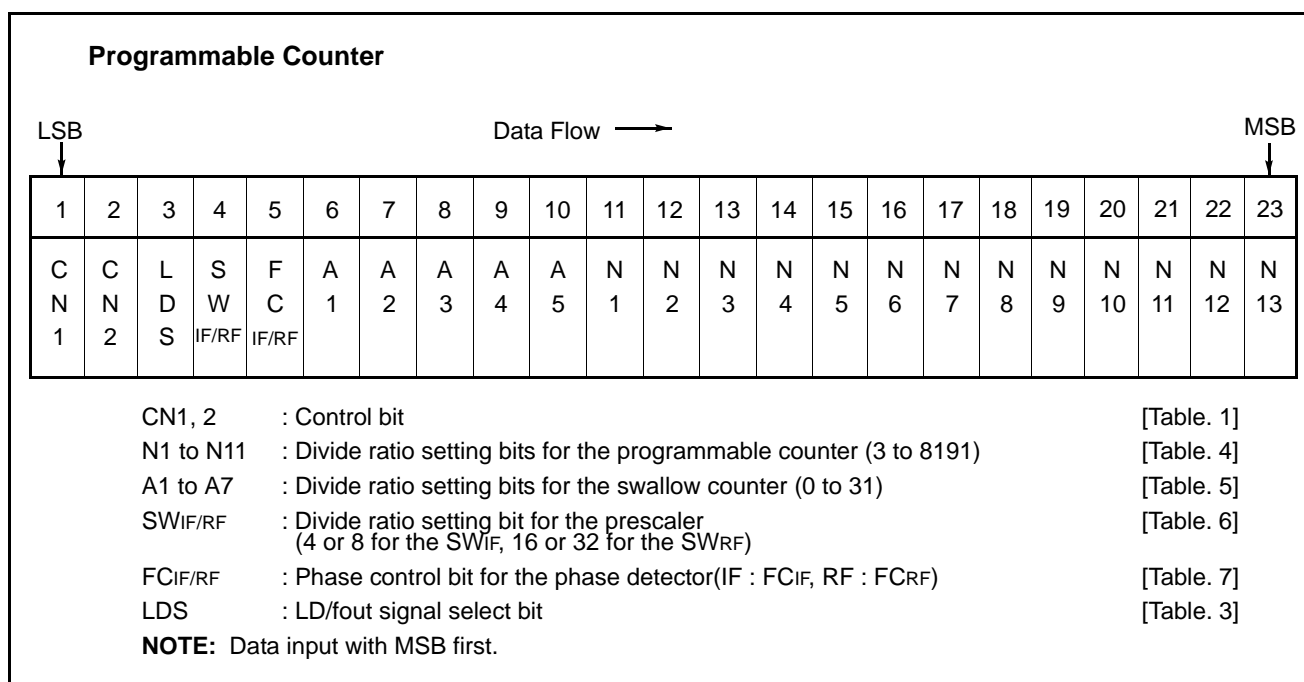 Programmable Counter
LSB Data Flow MSB
1 2 3 4 5 6 7 8 9 10 11 12 13 14 15 16 17 18 19 20 21 22 23
C C L S F A A A A A N N N N N N N N N N N N N
N N D W C 1 2 3 4 5 1 2 3 4 5 6 7 8 9 10 11 12 13
1 2 S IF/RF IF/RF
CN1, 2 : Control bit [Table. 1]
N1 to N11 : Divide ratio setting bits for the programmable counter (3 to 8191) [Table. 4]
A1 to A7 : Divide ratio setting bits for the swallow counter (0 to 31) [Table. 5]
SWIF/RF : Divide ratio setting bit for the prescaler [Table. 6]
(4 or 8 for the SWIF, 16 or 32 for the SWRF)
FCIF/RF : Phase control bit for the phase detector(IF : FCIF, RF : FCRF) [Table. 7]
LDS : LD/fout signal select bit [Table. 3]
NOTE: Data input with MSB first.